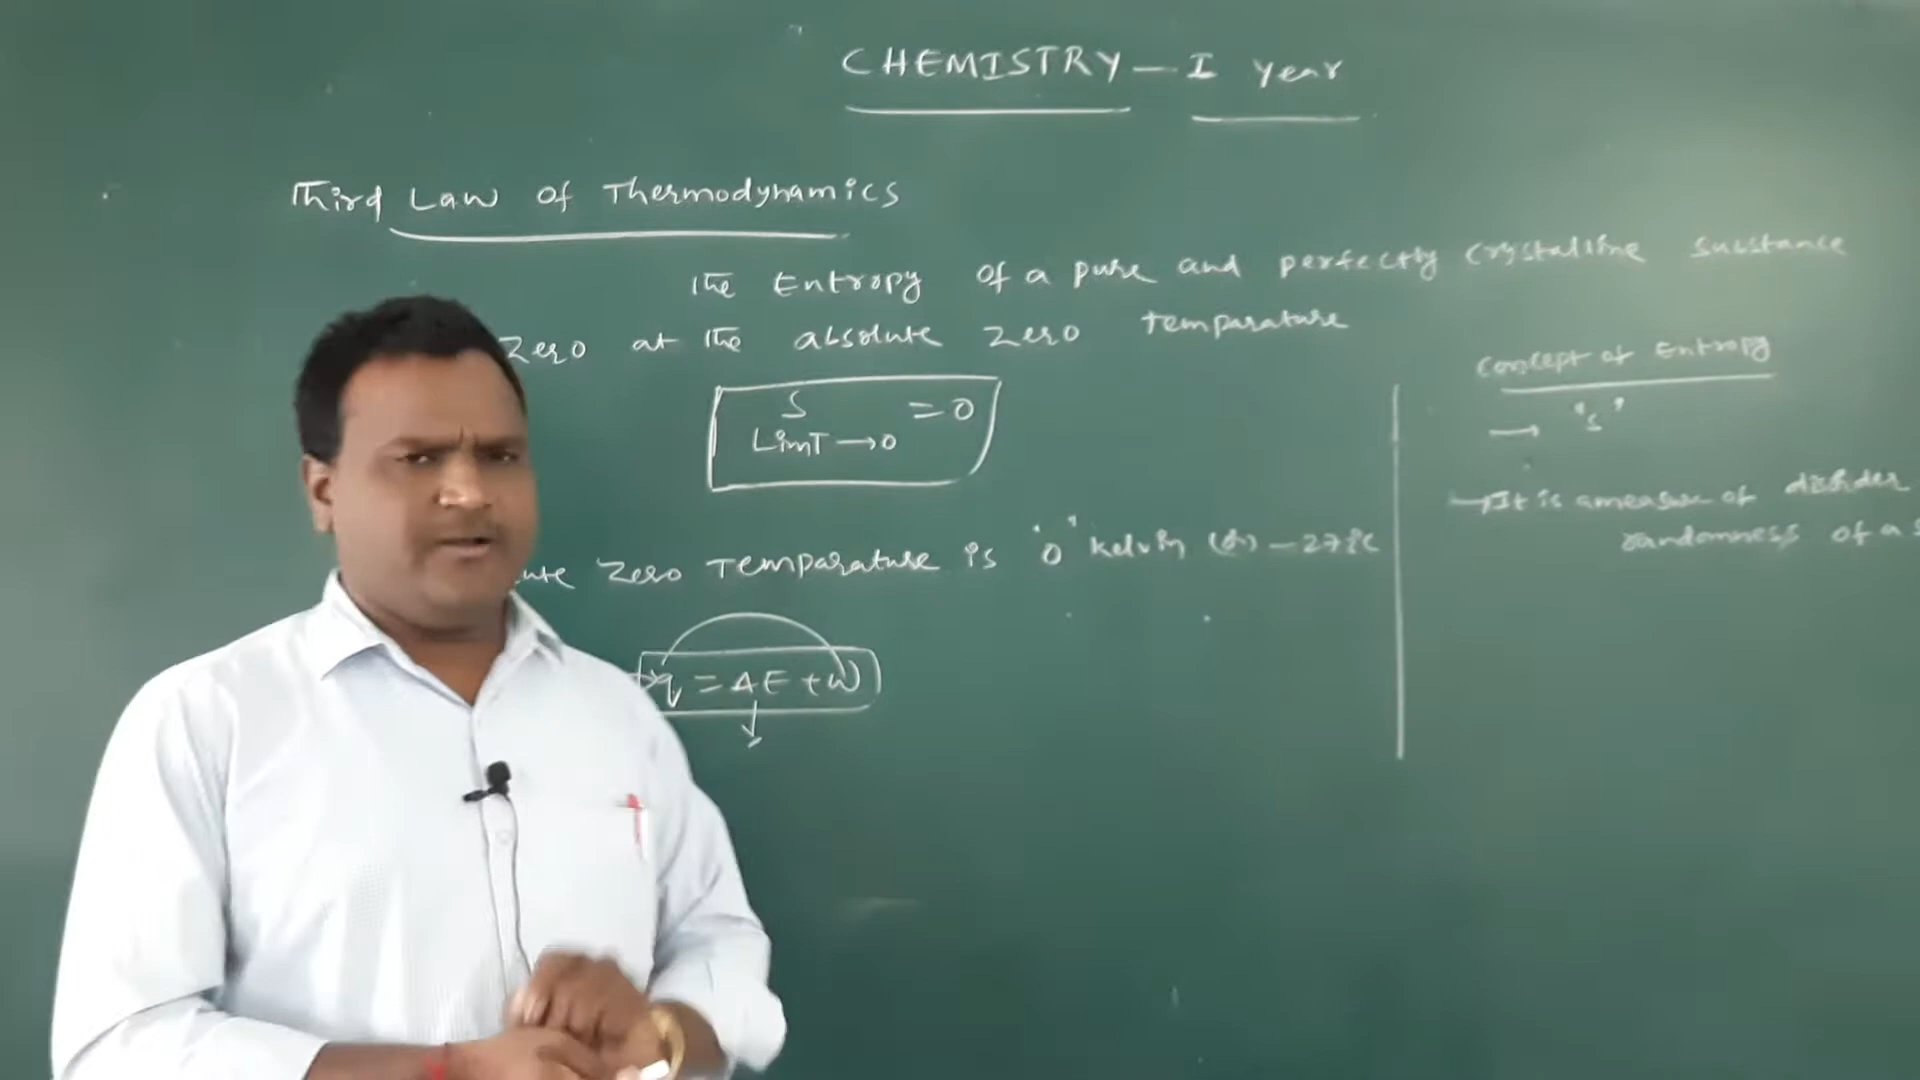 CHEMISTRY — I year
Third Law of Thermodynamics
The Entropy of a pure and perfectly crystalline substance
Zero at the absolute Zero Temparature
S = 0
LimT → 0
ute Zero Temparature is '0' kelvin (or) - 273°C
q = ΔE + W
Concept of Entropy
→ "S"
→ It is a measure of disorder
randomness of a s